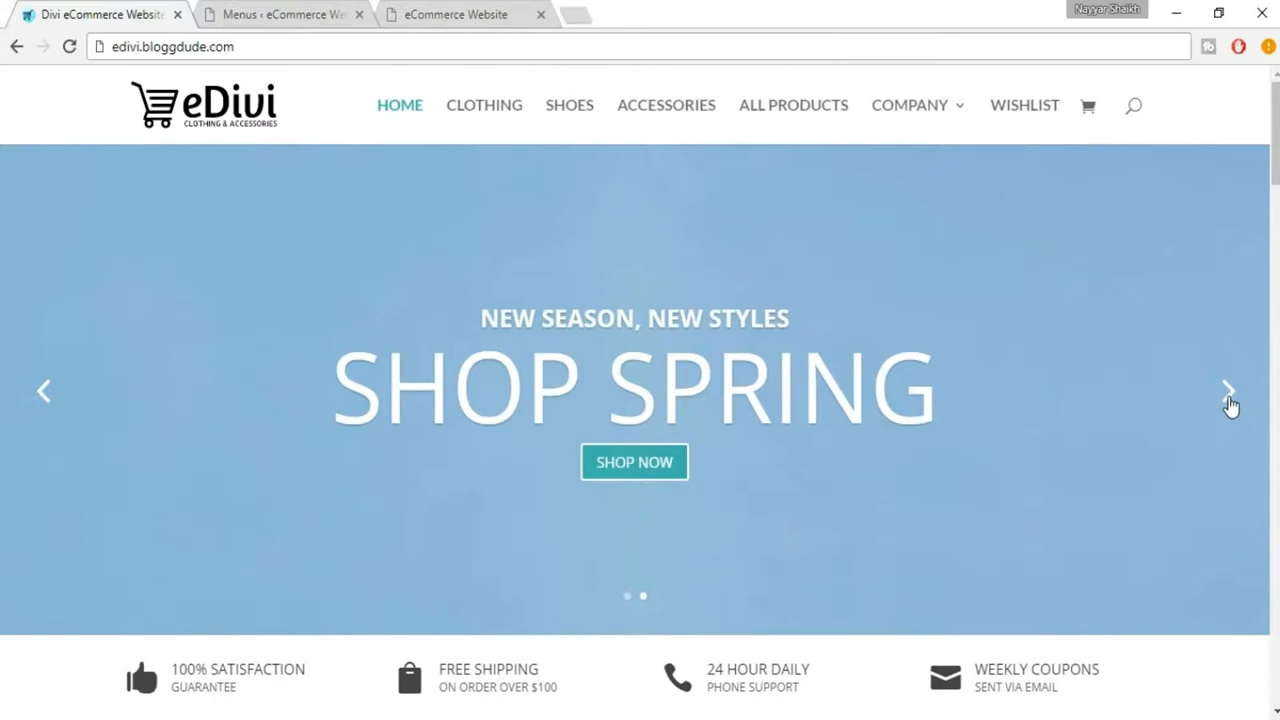 Divi eCommerce Website
Menus ‹ eCommerce We
eCommerce Website
Nayyar Shaikh
edivi.bloggdude.com
eDivi
CLOTHING & ACCESSORIES
HOME
CLOTHING
SHOES
ACCESSORIES
ALL PRODUCTS
COMPANY
WISHLIST
NEW SEASON, NEW STYLES
SHOP SPRING
SHOP NOW
100% SATISFACTION
GUARANTEE
FREE SHIPPING
ON ORDER OVER $100
24 HOUR DAILY
PHONE SUPPORT
WEEKLY COUPONS
SENT VIA EMAIL